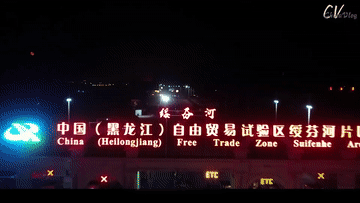 绥芬河
中国（黑龙江）自由贸易试验区绥芬河片
China (Heilongjiang) Free Trade Zone Suifenhe
ETC ETC